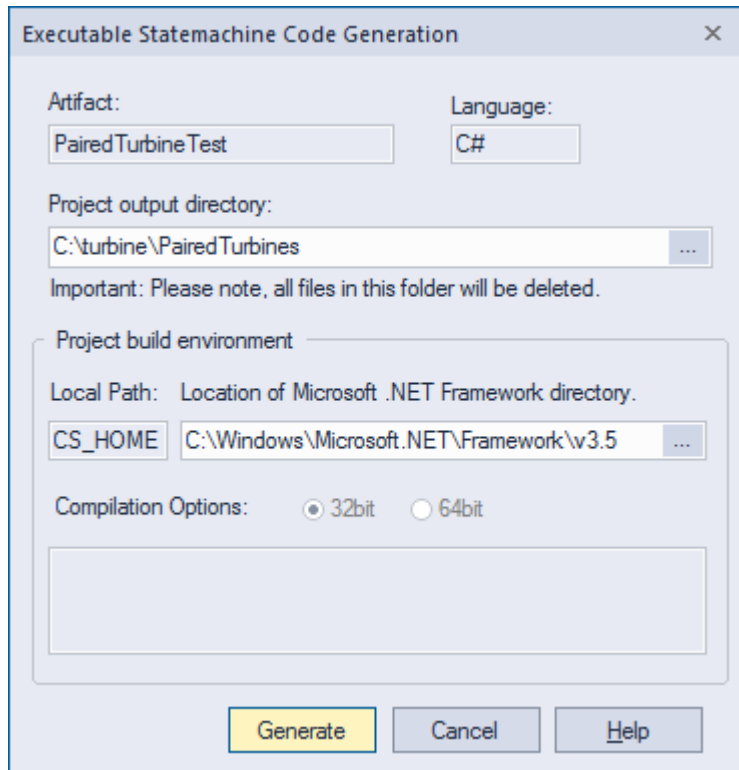 Executable Statemachine Code Generation
Artifact:
Language:
PairedTurbineTest
C#
Project output directory:
C:\turbine\PairedTurbines
...
Important: Please note, all files in this folder will be deleted.
Project build environment
Local Path: Location of Microsoft .NET Framework directory.
CS_HOME C:\Windows\Microsoft.NET\Framework\v3.5 ...
Compilation Options: 32bit 64bit
Generate Cancel Help